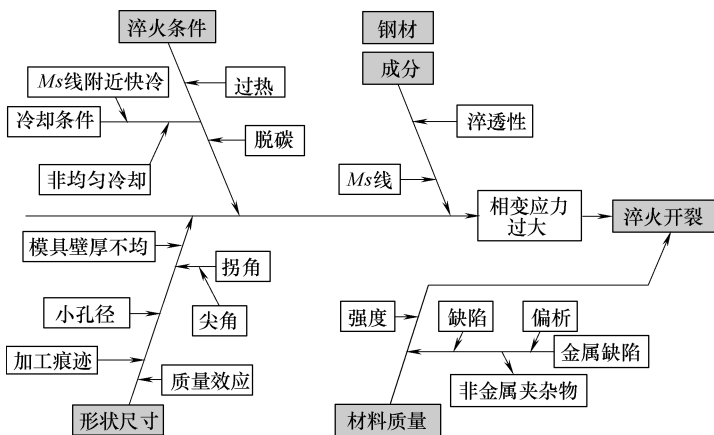 淬火条件
钢材
成分
Ms线附近快冷
过热
冷却条件
淬透性
脱碳
非均匀冷却
Ms线
相变应力
过大
淬火开裂
模具壁厚不均
拐角
小孔径
尖角
强度
缺陷
偏析
加工痕迹
金属缺陷
质量效应
非金属夹杂物
形状尺寸
材料质量